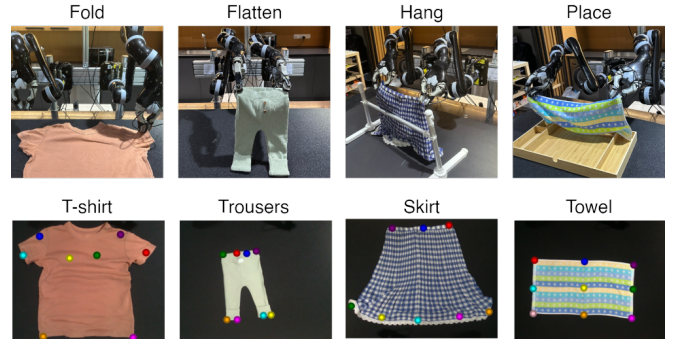 Fold
Flatten
Hang
Place
T-shirt
Trousers
Skirt
Towel